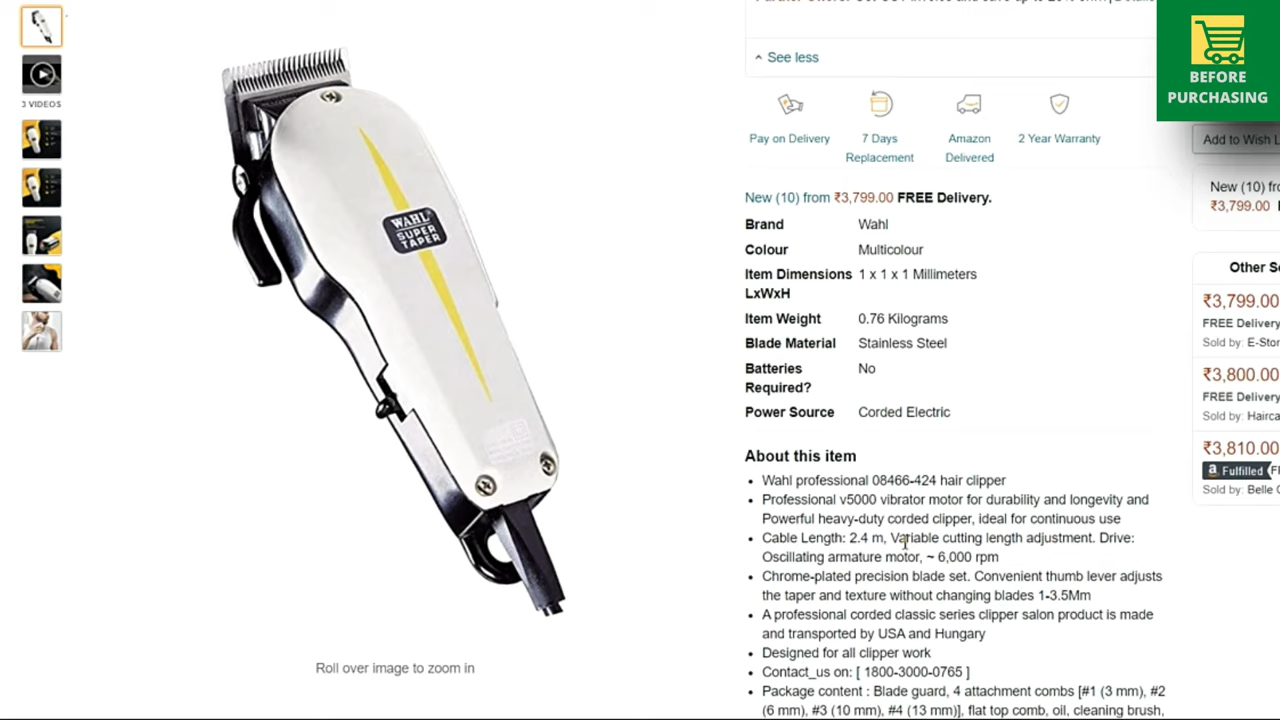 See less
BEFORE
PURCHASING
3 VIDEOS
Pay on Delivery
7 Days
Replacement
Amazon
Delivered
2 Year Warranty
Add to Wish L
New (10) from ₹3,799.00 FREE Delivery.
Brand Wahl
Colour Multicolour
Item Dimensions 1 x 1 x 1 Millimeters
LxWxH
Item Weight 0.76 Kilograms
Blade Material Stainless Steel
Batteries No
Required?
Power Source Corded Electric
About this item
Wahl professional 08466-424 hair clipper
Professional v5000 vibrator motor for durability and longevity and
Powerful heavy-duty corded clipper, ideal for continuous use
Cable Length: 2.4 m, Variable cutting length adjustment. Drive:
Oscillating armature motor, ~ 6,000 rpm
Chrome-plated precision blade set. Convenient thumb lever adjusts
the taper and texture without changing blades 1-3.5Mm
A professional corded classic series clipper salon product is made
and transported by USA and Hungary
Designed for all clipper work
Contact_us on: [ 1800-3000-0765 ]
Package content : Blade guard, 4 attachment combs [#1 (3 mm), #2
(6 mm), #3 (10 mm), #4 (13 mm)], flat top comb, oil, cleaning brush,
New (10) fro
₹3,799.00
Other Se
₹3,799.00
FREE Delivery
Sold by: E-Stor
₹3,800.00
FREE Delivery
Sold by: Hairca
₹3,810.00
Fulfilled
Sold by: Belle
WAHL
SUPER
TAPER
Roll over image to zoom in